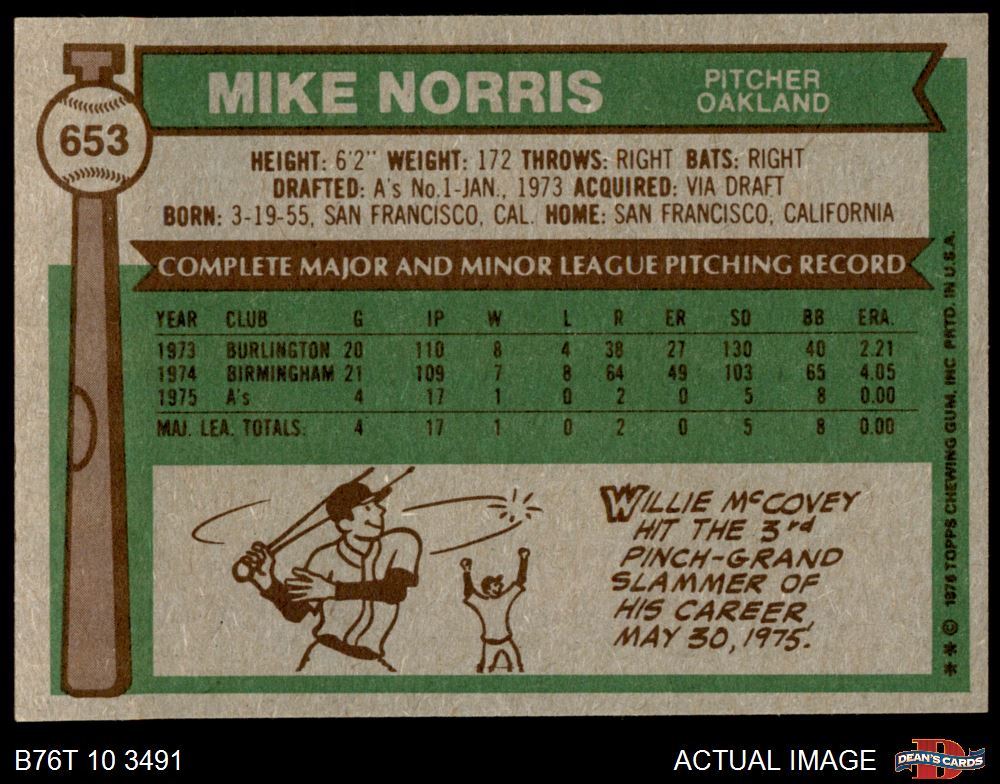 653
MIKE NORRIS
PITCHER
OAKLAND
HEIGHT: 6'2" WEIGHT: 172 THROWS: RIGHT BATS: RIGHT
DRAFTED: A's No.1-JAN., 1973 ACQUIRED: VIA DRAFT
BORN: 3-19-55, SAN FRANCISCO, CAL. HOME: SAN FRANCISCO, CALIFORNIA
COMPLETE MAJOR AND MINOR LEAGUE PITCHING RECORD
YEAR CLUB G IP W L R ER SO BB ERA.
1973 BURLINGTON 20 110 8 4 38 27 130 40 2.21
1974 BIRMINGHAM 21 109 7 8 64 49 103 65 4.05
1975 A's 4 17 1 0 2 0 5 8 0.00
MAJ. LEA. TOTALS. 4 17 1 0 2 0 5 8 0.00
WILLIE McCOVEY
HIT THE 3rd
PINCH-GRAND
SLAMMER OF
HIS CAREER
MAY 30, 1975.
** © 1976 TOPPS CHEWING GUM, INC PRTD. IN U.S.A.
B76T 10 3491
ACTUAL IMAGE
D
DEAN'S CARDS